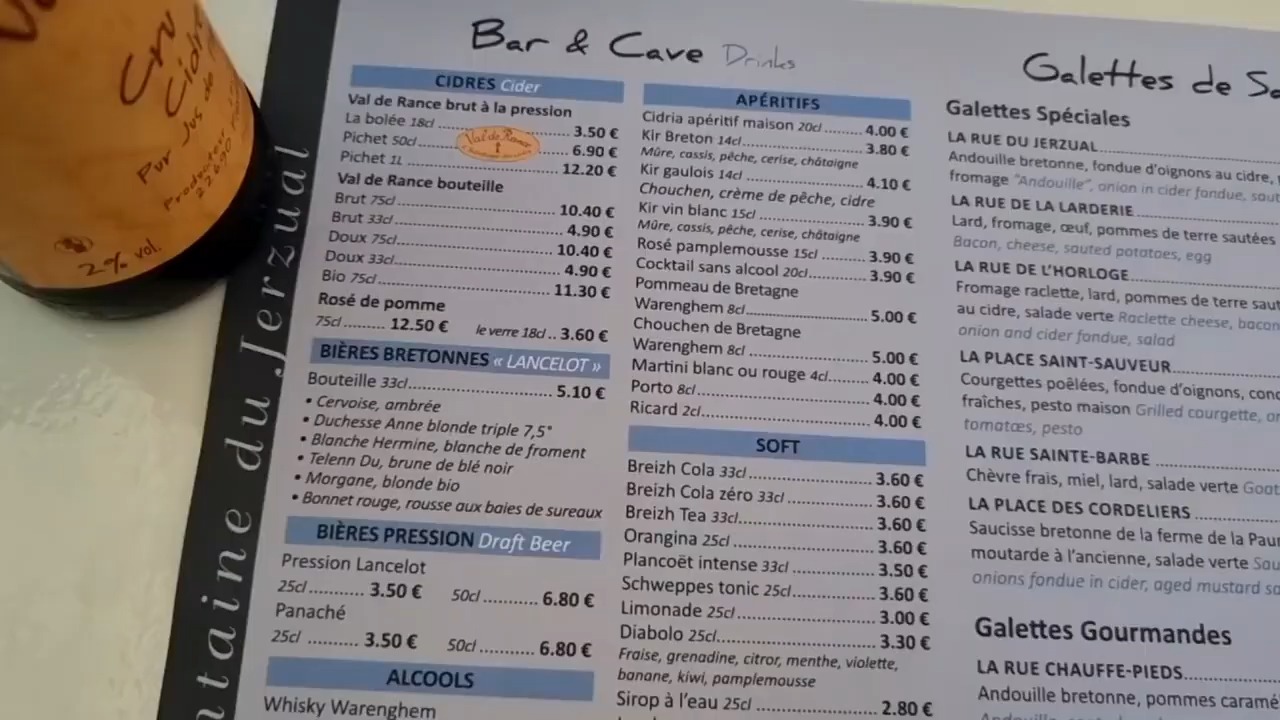 Cru
Cidre
Pur Jus de
Producteur
22690
2% vol.
ntaine du Jerzual
Bar & Cave Drinks
CIDRES Cider
Val de Rance brut à la pression
La bolée 18cl 3.50 €
Pichet 50cl 6.90 €
Val de Rance
Pichet 1L 12.20 €
Val de Rance bouteille
Brut 75cl 10.40 €
Brut 33cl 4.90 €
Doux 75cl 10.40 €
Doux 33cl 4.90 €
Bio 75cl 11.30 €
Rosé de pomme
75cl 12.50 € le verre 18cl 3.60 €
BIÈRES BRETONNES « LANCELOT »
Bouteille 33cl 5.10 €
• Cervoise, ambrée
• Duchesse Anne blonde triple 7,5°
• Blanche Hermine, blanche de froment
• Telenn Du, brune de blé noir
• Morgane, blonde bio
• Bonnet rouge, rousse aux baies de sureaux
BIÈRES PRESSION Draft Beer
Pression Lancelot
25cl 3.50 € 50cl 6.80 €
Panaché
25cl 3.50 € 50cl 6.80 €
ALCOOLS
Whisky Warenghem
APÉRITIFS
Cidria apéritif maison 20cl 4.00 €
Kir Breton 14cl 3.80 €
Mûre, cassis, pêche, cerise, châtaigne
Kir gaulois 14cl 4.10 €
Chouchen, crème de pêche, cidre
Kir vin blanc 15cl 3.90 €
Mûre, cassis, pêche, cerise, châtaigne
Rosé pamplemousse 15cl 3.90 €
Cocktail sans alcool 20cl 3.90 €
Pommeau de Bretagne
Warenghem 8cl 5.00 €
Chouchen de Bretagne
Warenghem 8cl 5.00 €
Martini blanc ou rouge 4cl 4.00 €
Porto 8cl 4.00 €
Ricard 2cl 4.00 €
SOFT
Breizh Cola 33cl 3.60 €
Breizh Cola zéro 33cl 3.60 €
Breizh Tea 33cl 3.60 €
Orangina 25cl 3.60 €
Plancoët intense 33cl 3.50 €
Schweppes tonic 25cl 3.60 €
Limonade 25cl 3.00 €
Diabolo 25cl 3.30 €
Fraise, grenadine, citror, menthe, violette,
banane, kiwi, pamplemousse
Sirop à l'eau 25cl 2.80 €
Galettes de Sa
Galettes Spéciales
LA RUE DU JERZUAL
Andouille bretonne, fondue d'oignons au cidre,
fromage "Andouille", onion in cider fondue, saut
LA RUE DE LA LARDERIE
Lard, fromage, œuf, pommes de terre sautées
Bacon, cheese, sauted potatoes, egg
LA RUE DE L'HORLOGE
Fromage raclette, lard, pommes de terre saut
au cidre, salade verte Raclette cheese, bacon
onion and cider fondue, salad
LA PLACE SAINT-SAUVEUR
Courgettes poêlées, fondue d'oignons, conc
fraîches, pesto maison Grilled courgette, on
tomatœs, pesto
LA RUE SAINTE-BARBE
Chèvre frais, miel, lard, salade verte Goat
LA PLACE DES CORDELIERS
Saucisse bretonne de la ferme de la Pau
moutarde à l'ancienne, salade verte Sau
onions fondue in cider, aged mustard sa
Galettes Gourmandes
LA RUE CHAUFFE-PIEDS
Andouille bretonne, pommes caramé